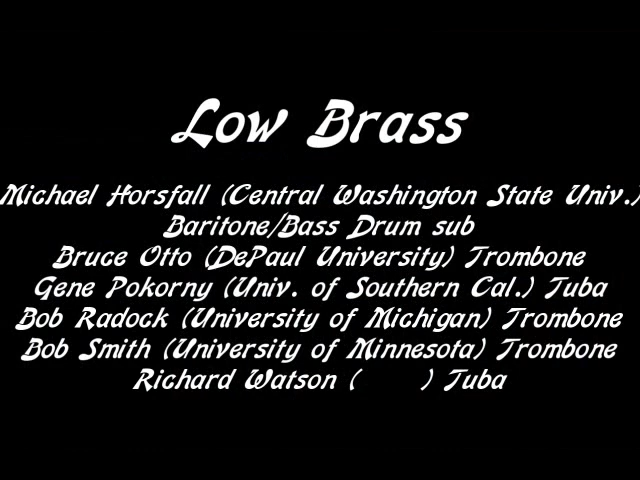 Low Brass
Michael Horsfall (Central Washington State Univ.)
Baritone/Bass Drum sub
Bruce Otto (DePaul University) Trombone
Gene Pokorny (Univ. of Southern Cal.) Tuba
Bob Radock (University of Michigan) Trombone
Bob Smith (University of Minnesota) Trombone
Richard Watson (      ) Tuba